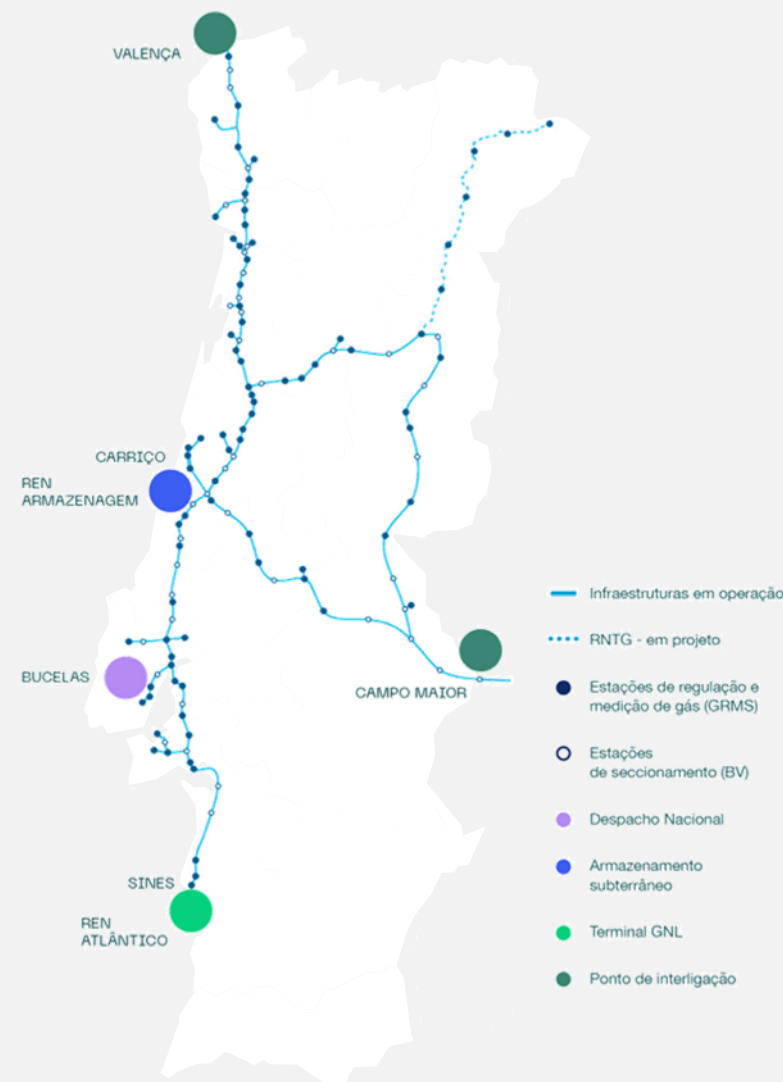 VALENÇA
CARRIÇO
REN
ARMAZENAGEM
BUCELAS
CAMPO MAIOR
SINES
REN
ATLÂNTICO
Infraestruturas em operação
RNTG - em projeto
Estações de regulação e
medição de gás (GRMS)
Estações
de seccionamento (BV)
Despacho Nacional
Armazenamento
subterrâneo
Terminal GNL
Ponto de interligação